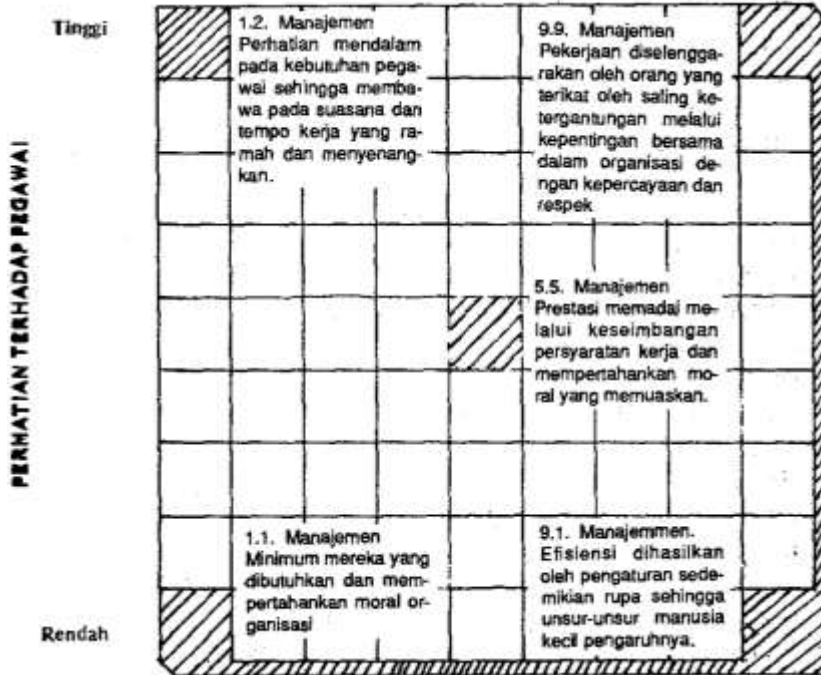 Tinggi
1.2. Manajemen
Perhatian mendalam
pada kebutuhan pega-
wai sehingga memba-
wa pada suasana dan
tempo kerja yang ra-
mah dan menyenang-
kan.
9.9. Manajemen
Pekerjaan diselengga-
rakan oleh orang yang
terikat oleh saling ke-
tergantungan melalui
kepentingan bersama
dalam organisasi de-
ngan kepercayaan dan
respek
PERHATIAN TERHADAP PEGAWAI
5.5. Manajemen
Prestasi memadai me-
lalui keseimbangan
persyaratan kerja dan
mempertahankan mo-
ral yang memuaskan.
1.1. Manajemen
Minimum mereka yang
dibutuhkan dan mem-
pertahankan moral or-
ganisasi
9.1. Manajemmen.
Efisiensi dihasilkan
oleh pengaturan sede-
mikian rupa sehingga
unsur-unsur manusia
kecil pengaruhnya.
Rendah